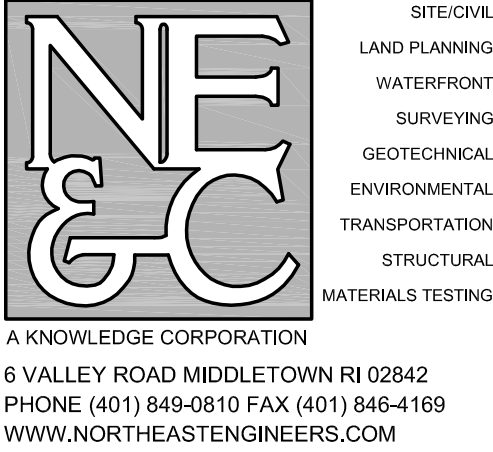 NE
&C
SITE/CIVIL
LAND PLANNING
WATERFRONT
SURVEYING
GEOTECHNICAL
ENVIRONMENTAL
TRANSPORTATION
STRUCTURAL
MATERIALS TESTING
A KNOWLEDGE CORPORATION
6 VALLEY ROAD MIDDLETOWN RI 02842
PHONE (401) 849-0810 FAX (401) 846-4169
WWW.NORTHEASTENGINEERS.COM